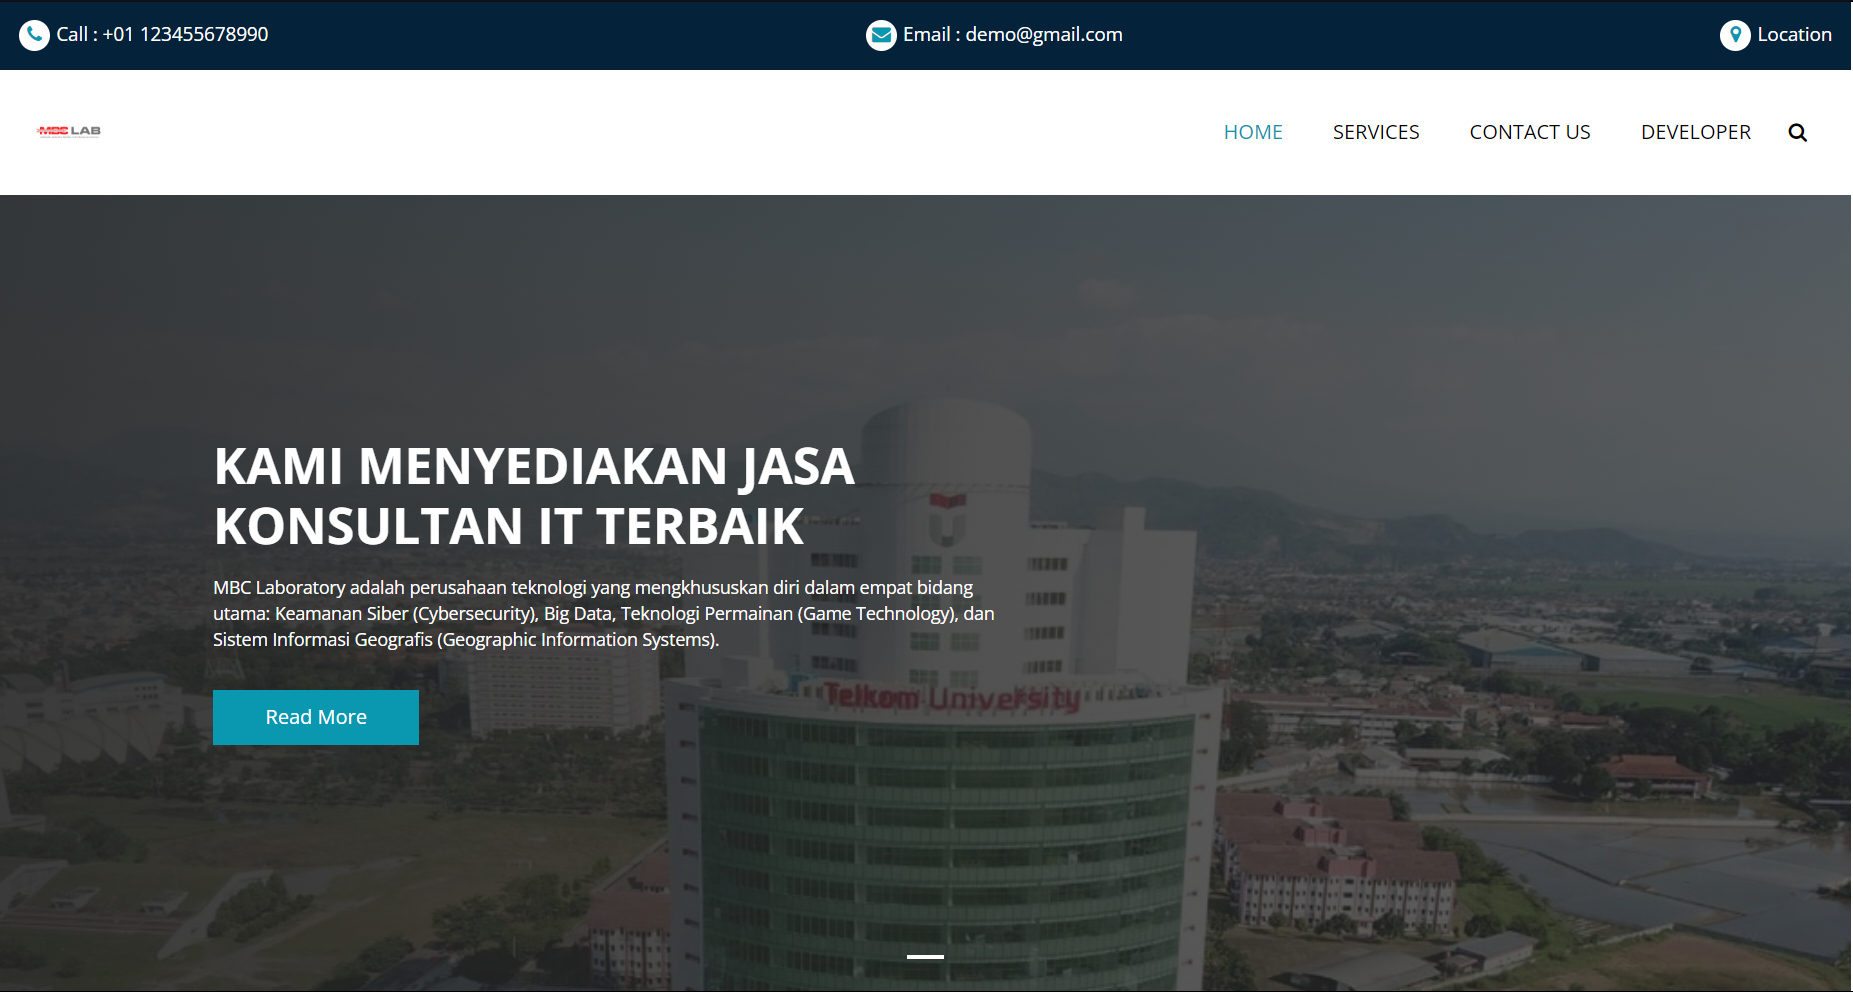 Call : +01 123455678990
Email : demo@gmail.com
Location
MBC LAB
HOME
SERVICES
CONTACT US
DEVELOPER
KAMI MENYEDIAKAN JASA
KONSULTAN IT TERBAIK
MBC Laboratory adalah perusahaan teknologi yang mengkhususkan diri dalam empat bidang
utama: Keamanan Siber (Cybersecurity), Big Data, Teknologi Permainan (Game Technology), dan
Sistem Informasi Geografis (Geographic Information Systems).
Read More
Telkom University